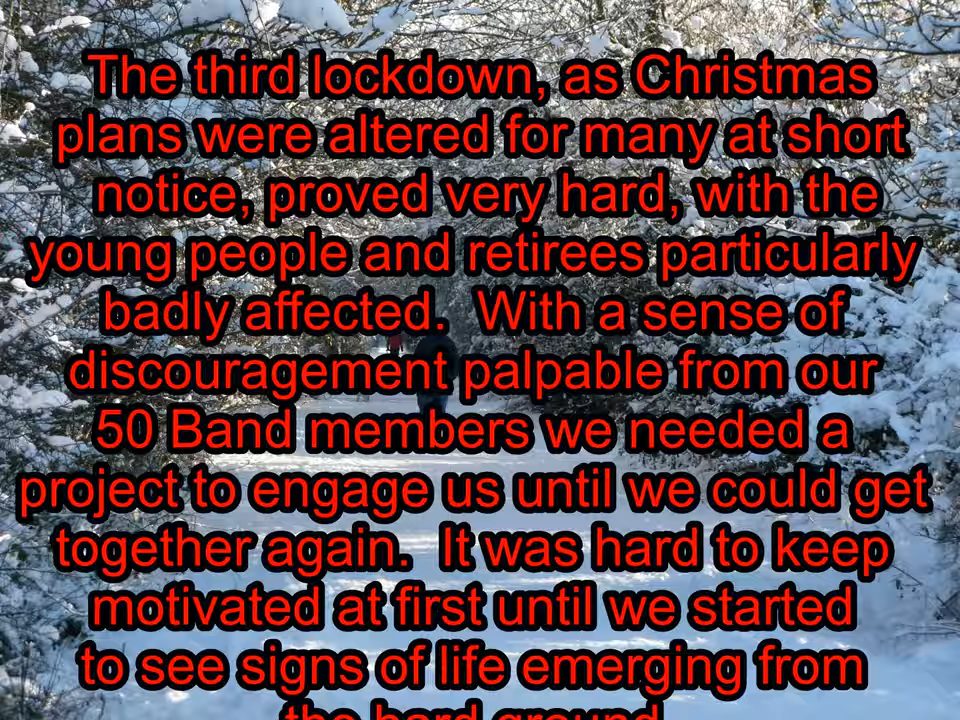 The third lockdown, as Christmas
plans were altered for many at short
notice, proved very hard, with the
young people and retirees particularly
badly affected.  With a sense of
discouragement palpable from our
50 Band members we needed a
project to engage us until we could get
together again.  It was hard to keep
motivated at first until we started
to see signs of life emerging from
the hard ground